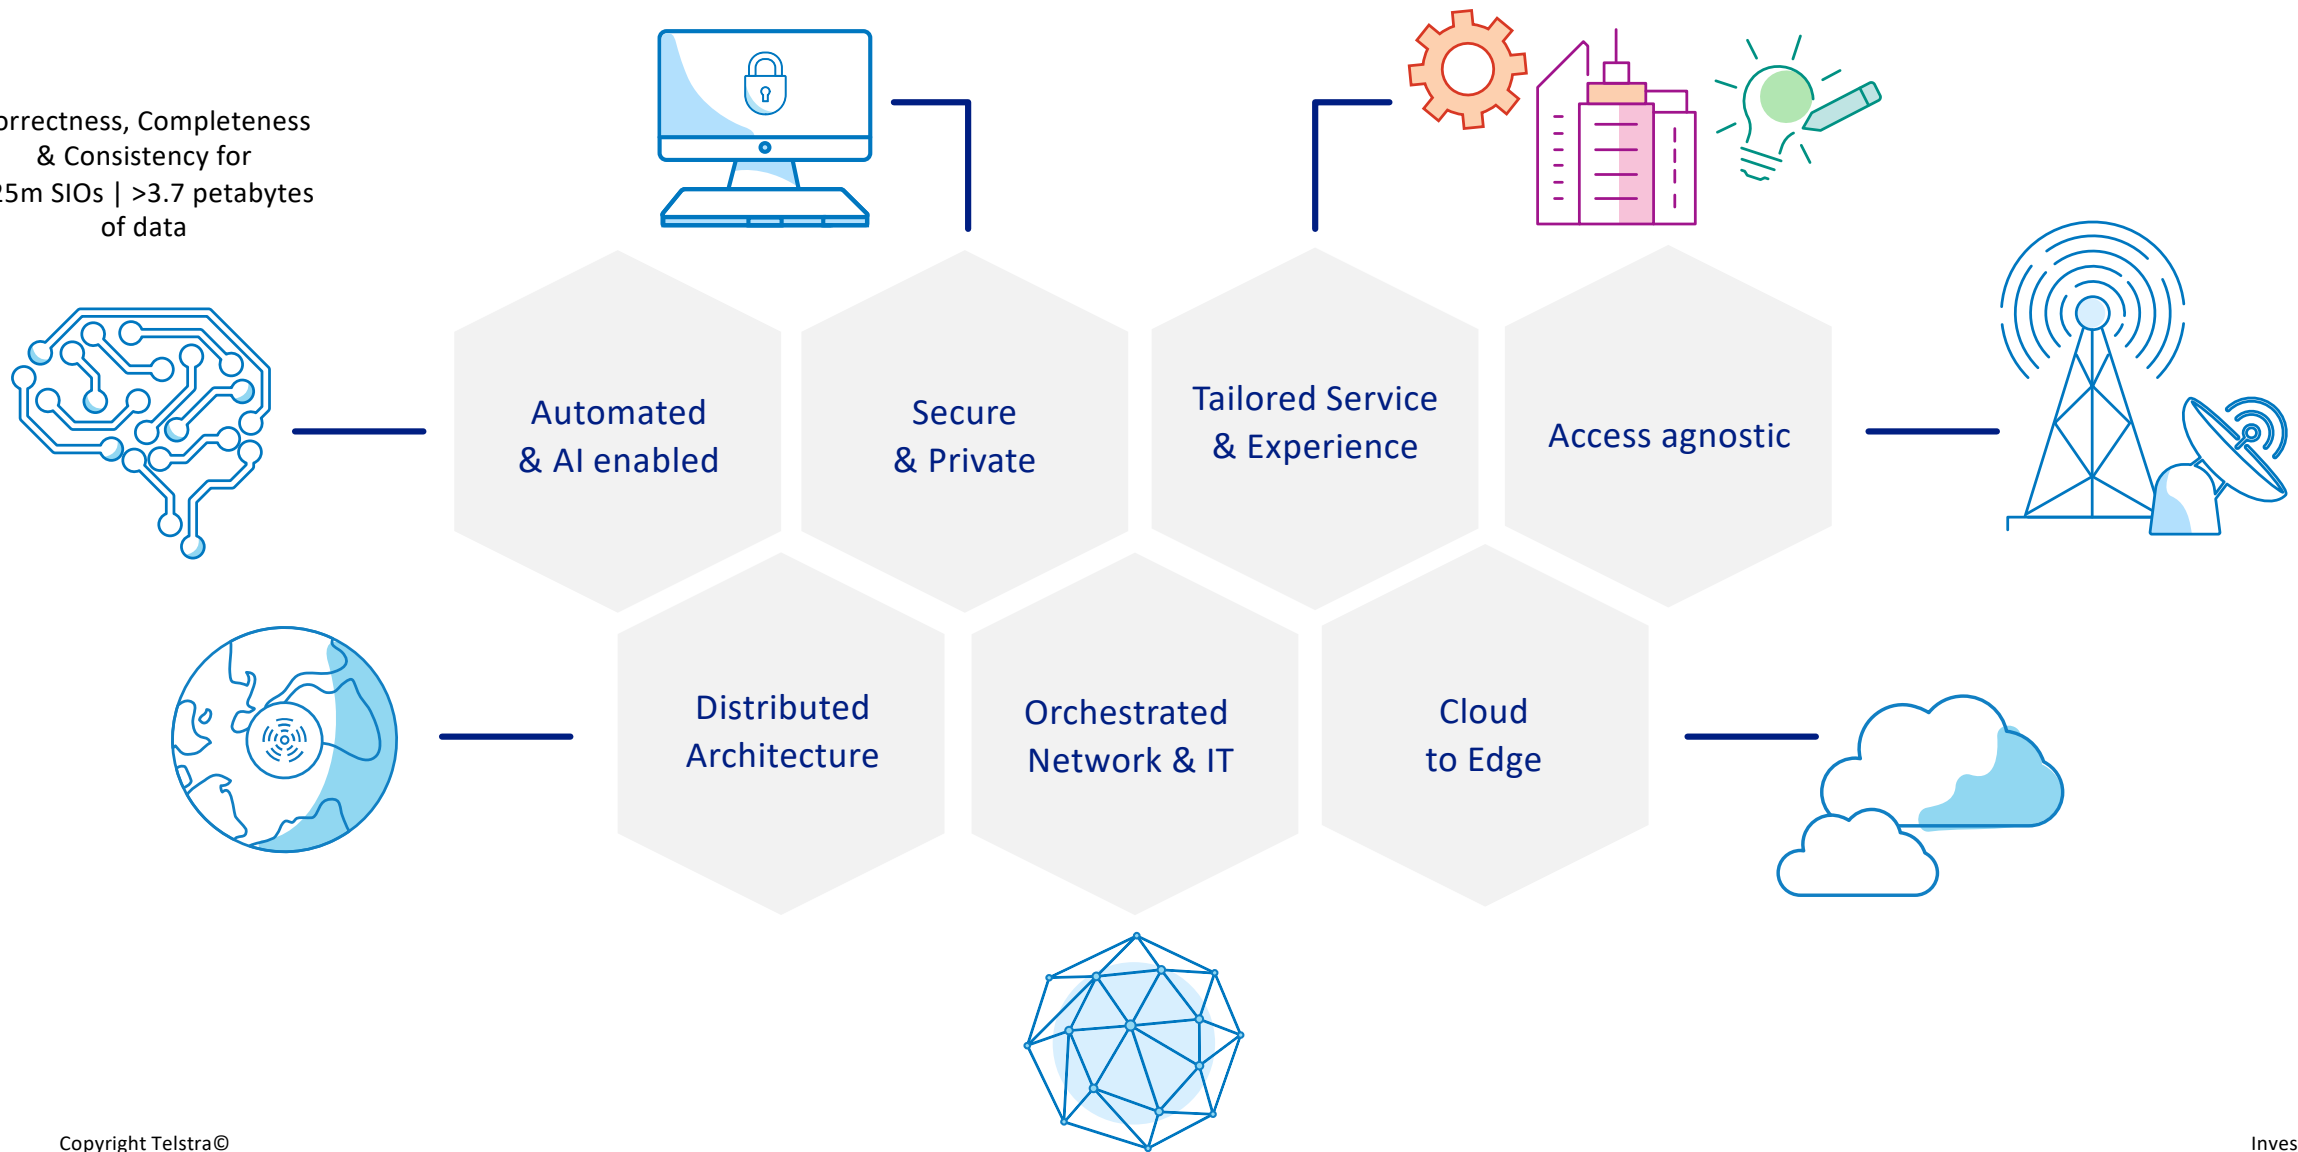 orrectness, Completeness
& Consistency for
25m SIOs | >3.7 petabytes
of data
Automated
& AI enabled
Secure
& Private
Tailored Service
& Experience
Access agnostic
Distributed
Architecture
Orchestrated
Network & IT
Cloud
to Edge
Copyright Telstra©
Inves